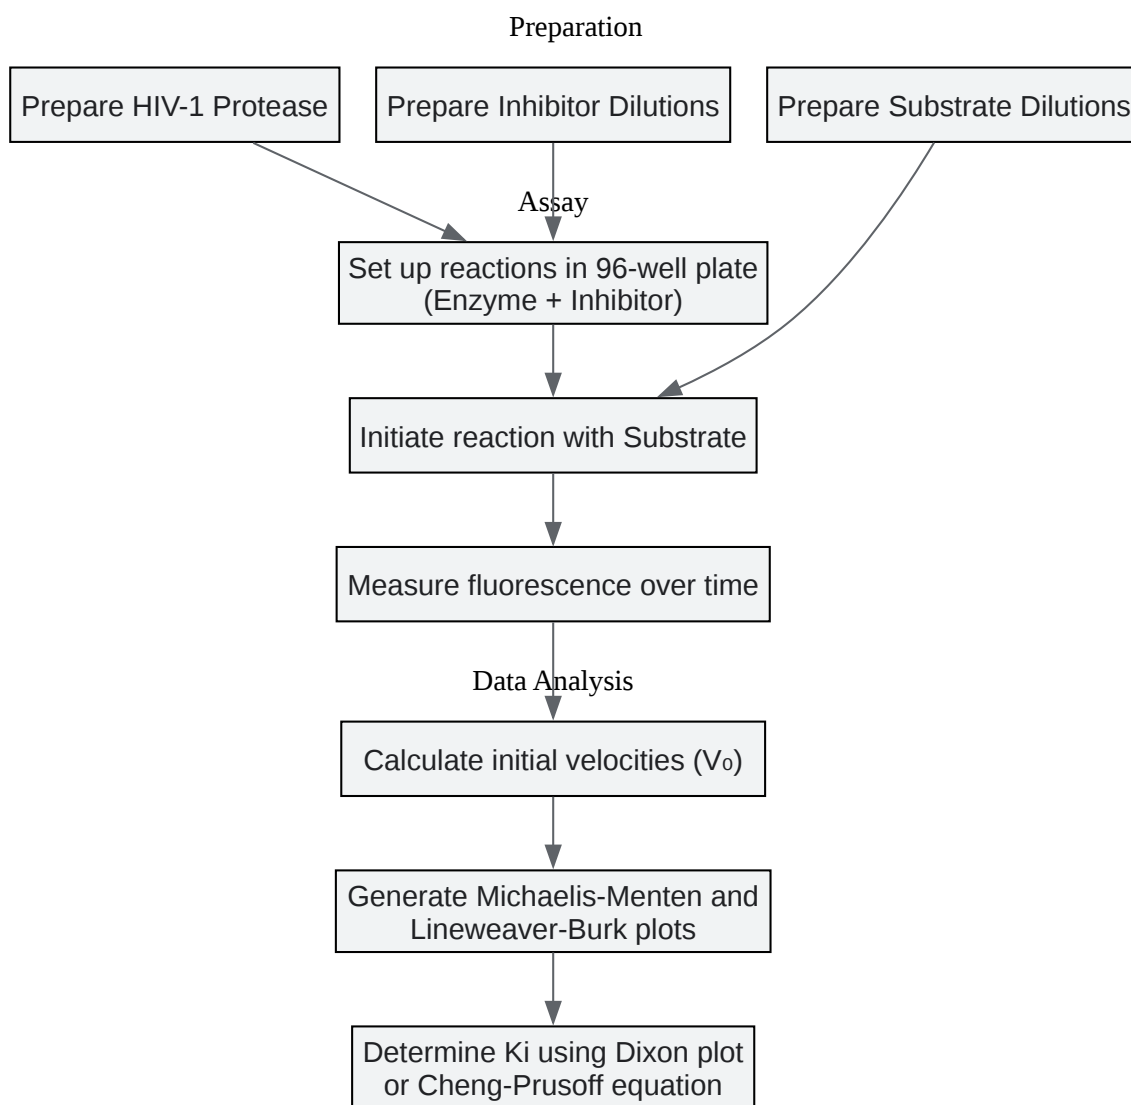 Preparation
Prepare HIV-1 Protease
Prepare Inhibitor Dilutions
Prepare Substrate Dilutions
Assay
Set up reactions in 96-well plate
(Enzyme + Inhibitor)
Initiate reaction with Substrate
Measure fluorescence over time
Data Analysis
Calculate initial velocities (V₀)
Generate Michaelis-Menten and
Lineweaver-Burk plots
Determine Ki using Dixon plot
or Cheng-Prusoff equation